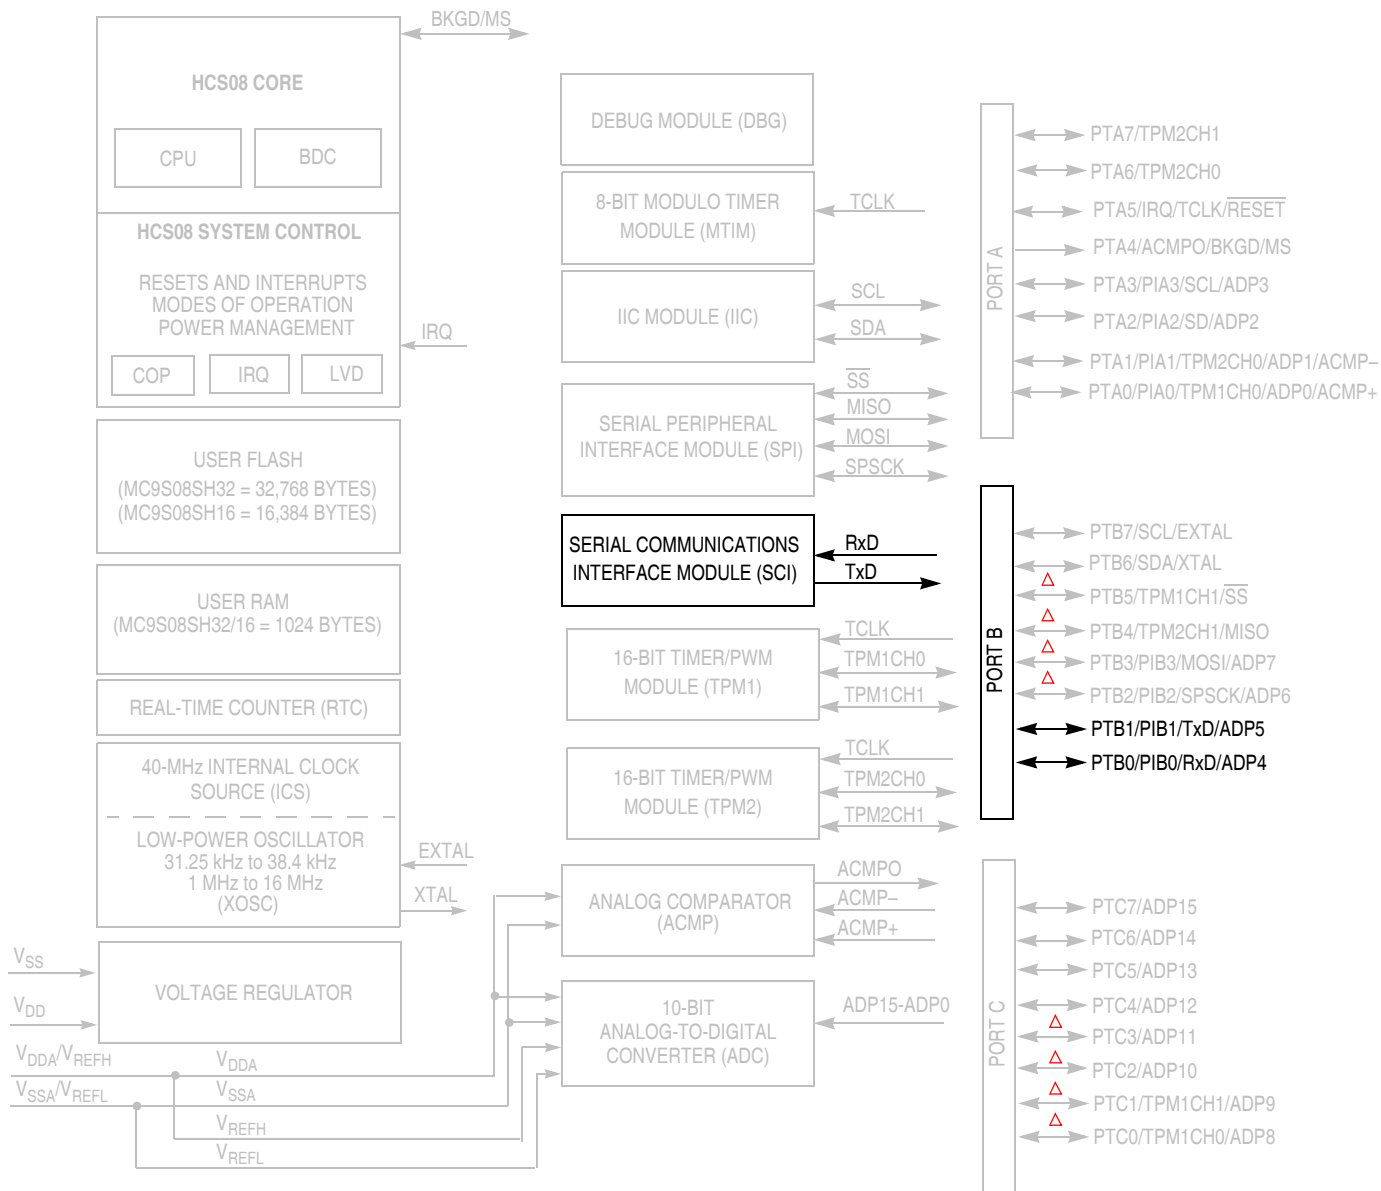 BKGD/MS
HCS08 CORE
CPU
BDC
HCS08 SYSTEM CONTROL
RESETS AND INTERRUPTS
MODES OF OPERATION
POWER MANAGEMENT
IRQ
COP
IRQ
LVD
USER FLASH
(MC9S08SH32 = 32,768 BYTES)
(MC9S08SH16 = 16,384 BYTES)
USER RAM
(MC9S08SH32/16 = 1024 BYTES)
REAL-TIME COUNTER (RTC)
40-MHz INTERNAL CLOCK
SOURCE (ICS)
LOW-POWER OSCILLATOR
31.25 kHz to 38.4 kHz
1 MHz to 16 MHz
(XOSC)
EXTAL
XTAL
VSS
VDD
VOLTAGE REGULATOR
VDDA/VREFH
VSSA/VREFL
VDDA
VSSA
VREFH
VREFL
DEBUG MODULE (DBG)
8-BIT MODULO TIMER
MODULE (MTIM)
TCLK
IIC MODULE (IIC)
SCL
SDA
SERIAL PERIPHERAL
INTERFACE MODULE (SPI)
SS
MISO
MOSI
SPSCK
SERIAL COMMUNICATIONS
INTERFACE MODULE (SCI)
RxD
TxD
16-BIT TIMER/PWM
MODULE (TPM1)
TCLK
TPM1CH0
TPM1CH1
16-BIT TIMER/PWM
MODULE (TPM2)
TCLK
TPM2CH0
TPM2CH1
ANALOG COMPARATOR
(ACMP)
ACMPO
ACMP–
ACMP+
10-BIT
ANALOG-TO-DIGITAL
CONVERTER (ADC)
ADP15-ADP0
PORT A
PTA7/TPM2CH1
PTA6/TPM2CH0
PTA5/IRQ/TCLK/RESET
PTA4/ACMPO/BKGD/MS
PTA3/PIA3/SCL/ADP3
PTA2/PIA2/SD/ADP2
PTA1/PIA1/TPM2CH0/ADP1/ACMP–
PTA0/PIA0/TPM1CH0/ADP0/ACMP+
PORT B
PTB7/SCL/EXTAL
PTB6/SDA/XTAL
PTB5/TPM1CH1/SS
PTB4/TPM2CH1/MISO
PTB3/PIB3/MOSI/ADP7
PTB2/PIB2/SPSCK/ADP6
PTB1/PIB1/TxD/ADP5
PTB0/PIB0/RxD/ADP4
PORT C
PTC7/ADP15
PTC6/ADP14
PTC5/ADP13
PTC4/ADP12
PTC3/ADP11
PTC2/ADP10
PTC1/TPM1CH1/ADP9
PTC0/TPM1CH0/ADP8